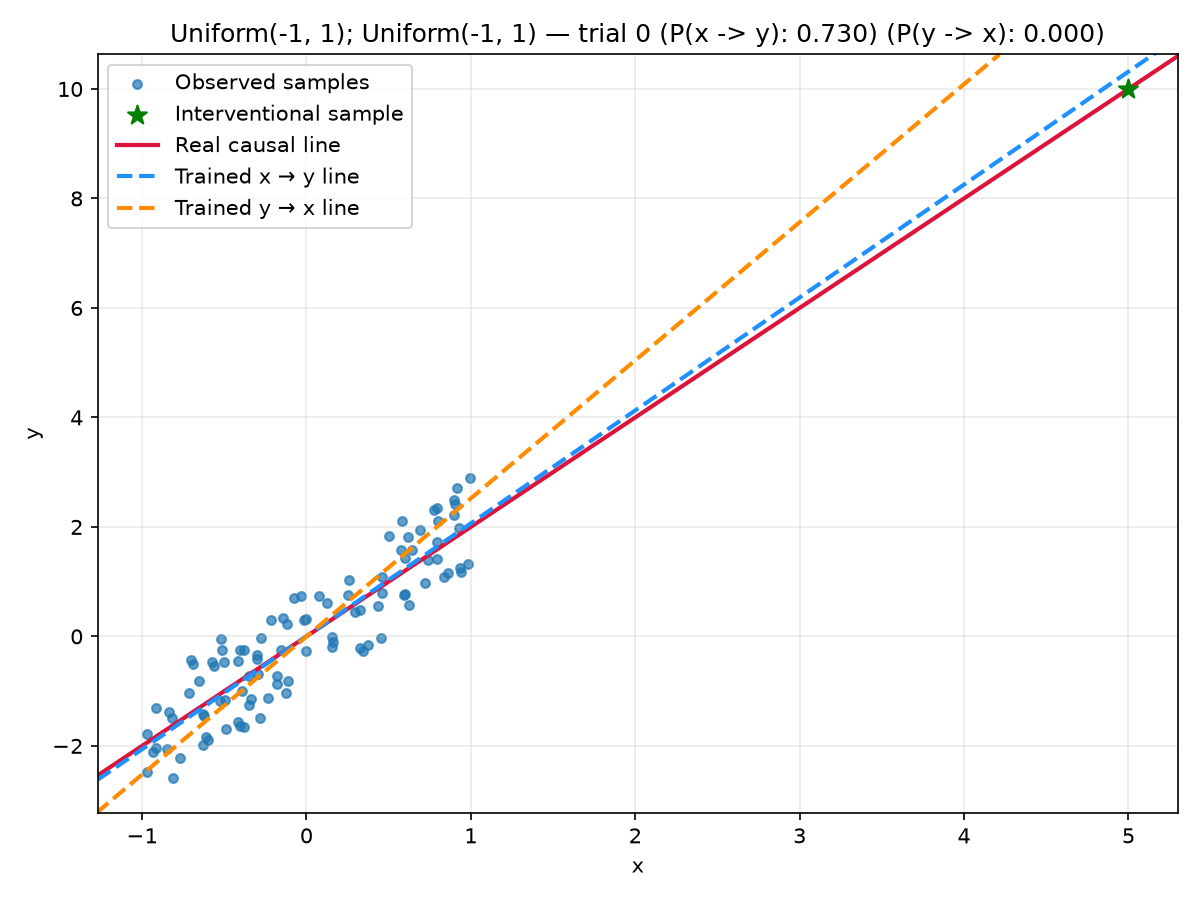 Uniform(-1, 1); Uniform(-1, 1) — trial 0 (P(x -> y): 0.730) (P(y -> x): 0.000)
Observed samples
Interventional sample
Real causal line
Trained x → y line
Trained y → x line
10
8
6
4
2
0
−2
y
−1
0
1
2
3
4
5
x